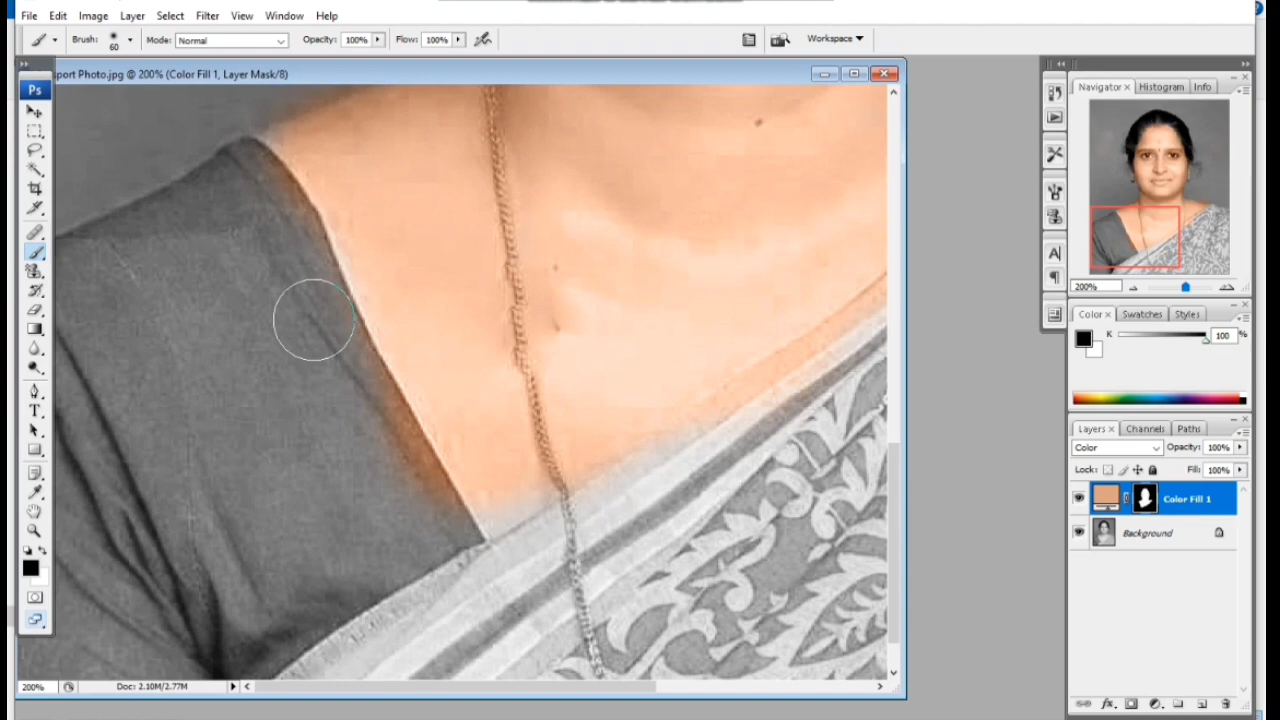 File Edit Image Layer Select Filter View Window Help
Brush: 60 Mode: Normal Opacity: 100% Flow: 100% Workspace
port Photo.jpg @ 200% (Color Fill 1, Layer Mask/8)
Ps
Navigator Histogram Info
200%
Color Swatches Styles
K 100 %
Layers Channels Paths
Color Opacity: 100%
Lock: Fill: 100%
Color Fill 1
Background
200% Doc: 2.10M/2.77M